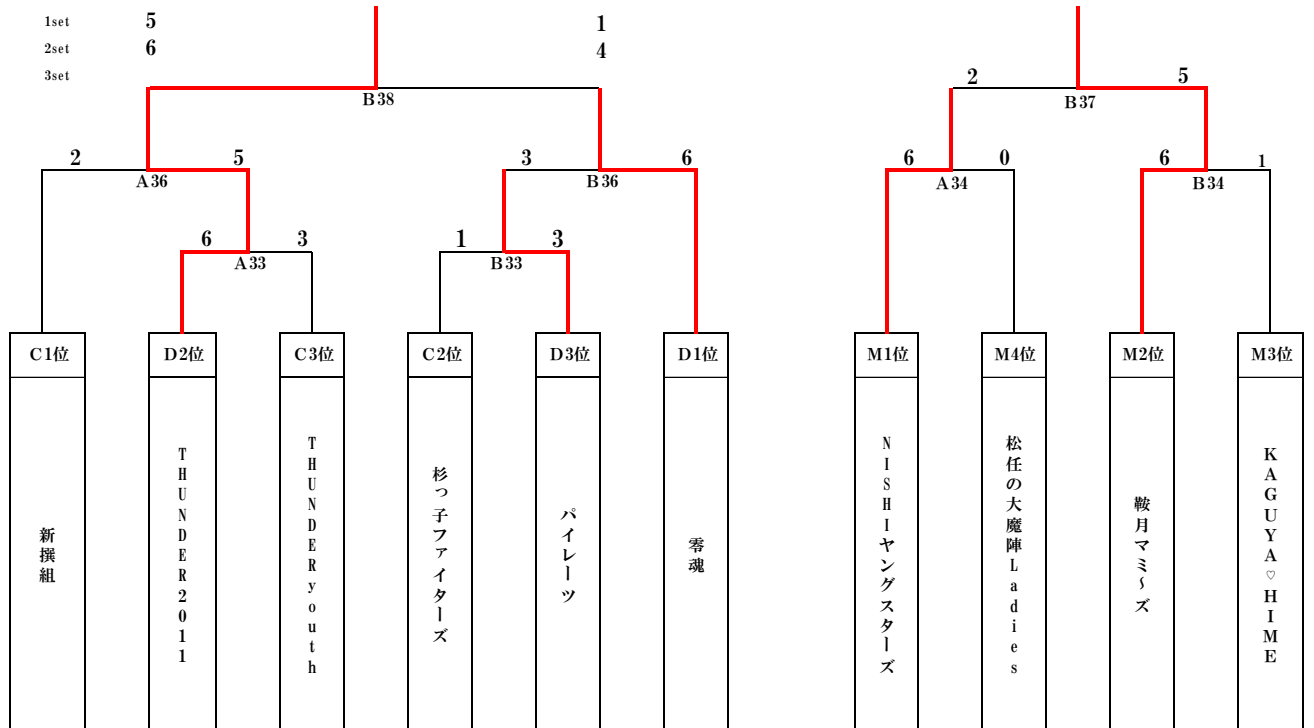 1set 5 1
2set 6 4
3set
B38
2 5
B37
2 5
A36
3 6
B36
6 0
A34
6 1
B34
6 3
A33
1 3
B33
C1位 D2位 C3位 C2位 D3位 D1位 M1位 M4位 M2位 M3位
新撰組
THUNDER2011
THUNDERyouth
杉っ子ファイターズ
パイレーツ
零魂
NISHIヤングスターズ
松任の大魔陣Ladies
鞍月マミ〜ズ
KAGUYA♡HIME